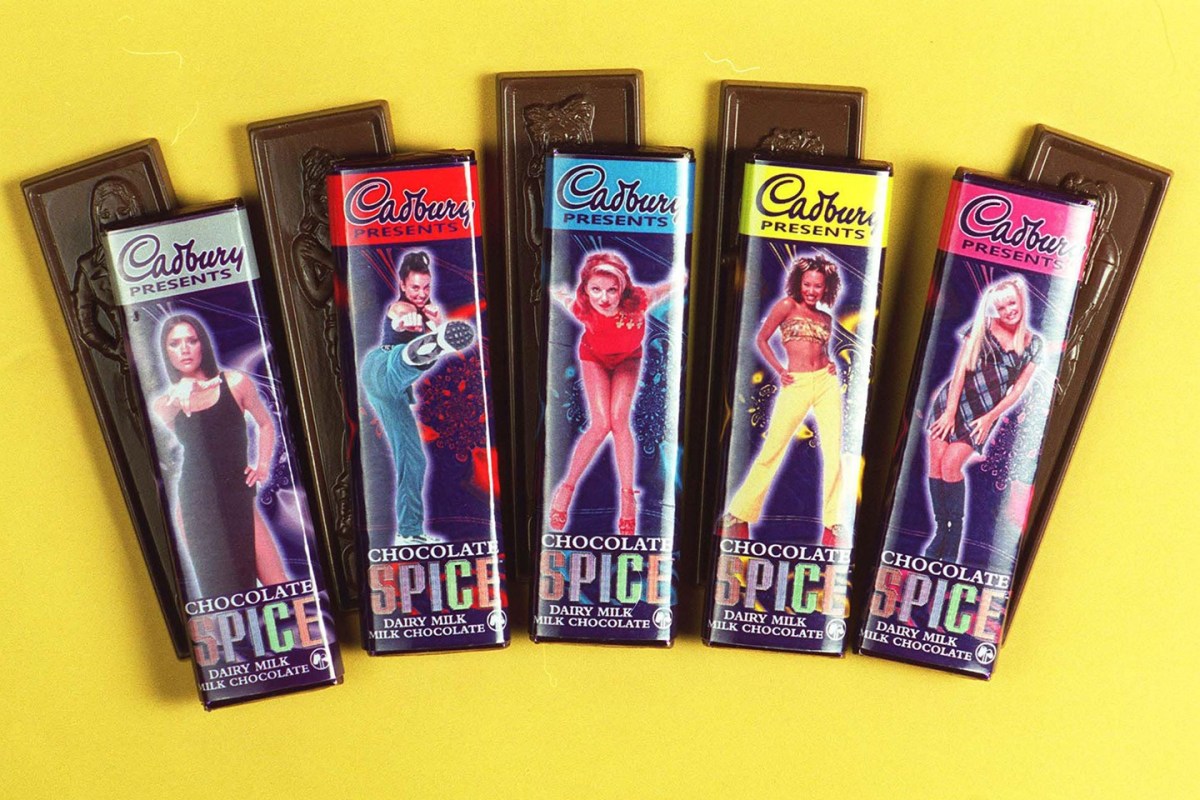 Cadbury
PRESENTS
CHOCOLATE
SPICE
DAIRY MILK
MILK CHOCOLATE
Cadbury
PRESENTS
CHOCOLATE
SPICE
DAIRY MILK
MILK CHOCOLATE
Cadbury
PRESENTS
CHOCOLATE
SPICE
DAIRY MILK
MILK CHOCOLATE
Cadbury
PRESENTS
CHOCOLATE
SPICE
DAIRY MILK
MILK CHOCOLATE
Cadbury
PRESENTS
CHOCOLATE
SPICE
DAIRY MILK
MILK CHOCOLATE